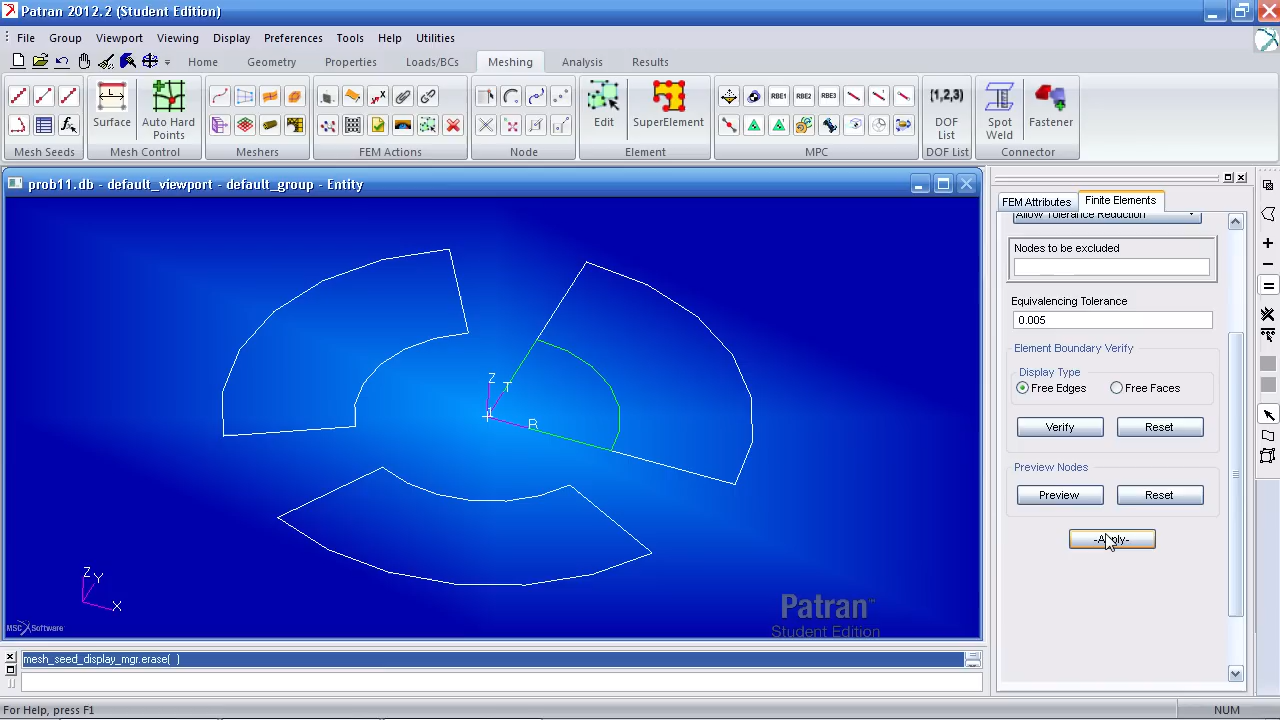 Patran 2012.2 (Student Edition)
File Group Viewport Viewing Display Preferences Tools Help Utilities
Home Geometry Properties Loads/BCs Meshing Analysis Results
RBE1 RBE2 RBE3 (1,2,3)
Surface Auto Hard Points Edit SuperElement DOF List Spot Weld Fastener
Mesh Seeds Mesh Control Meshers FEM Actions Node Element MPC DOF List Connector
prob11.db - default_viewport - default_group - Entity
FEM Attributes Finite Elements
Allow Tolerance Reduction
Nodes to be excluded
Equivalencing Tolerance
0.005
Element Boundary Verify
Display Type
Free Edges Free Faces
Verify Reset
Preview Nodes
Preview Reset
-Apply-
Z T
1 R
Z Y
X
MSC Software
Patran™
Student Edition
mesh_seed_display_mgr.erase( )
For Help, press F1 NUM